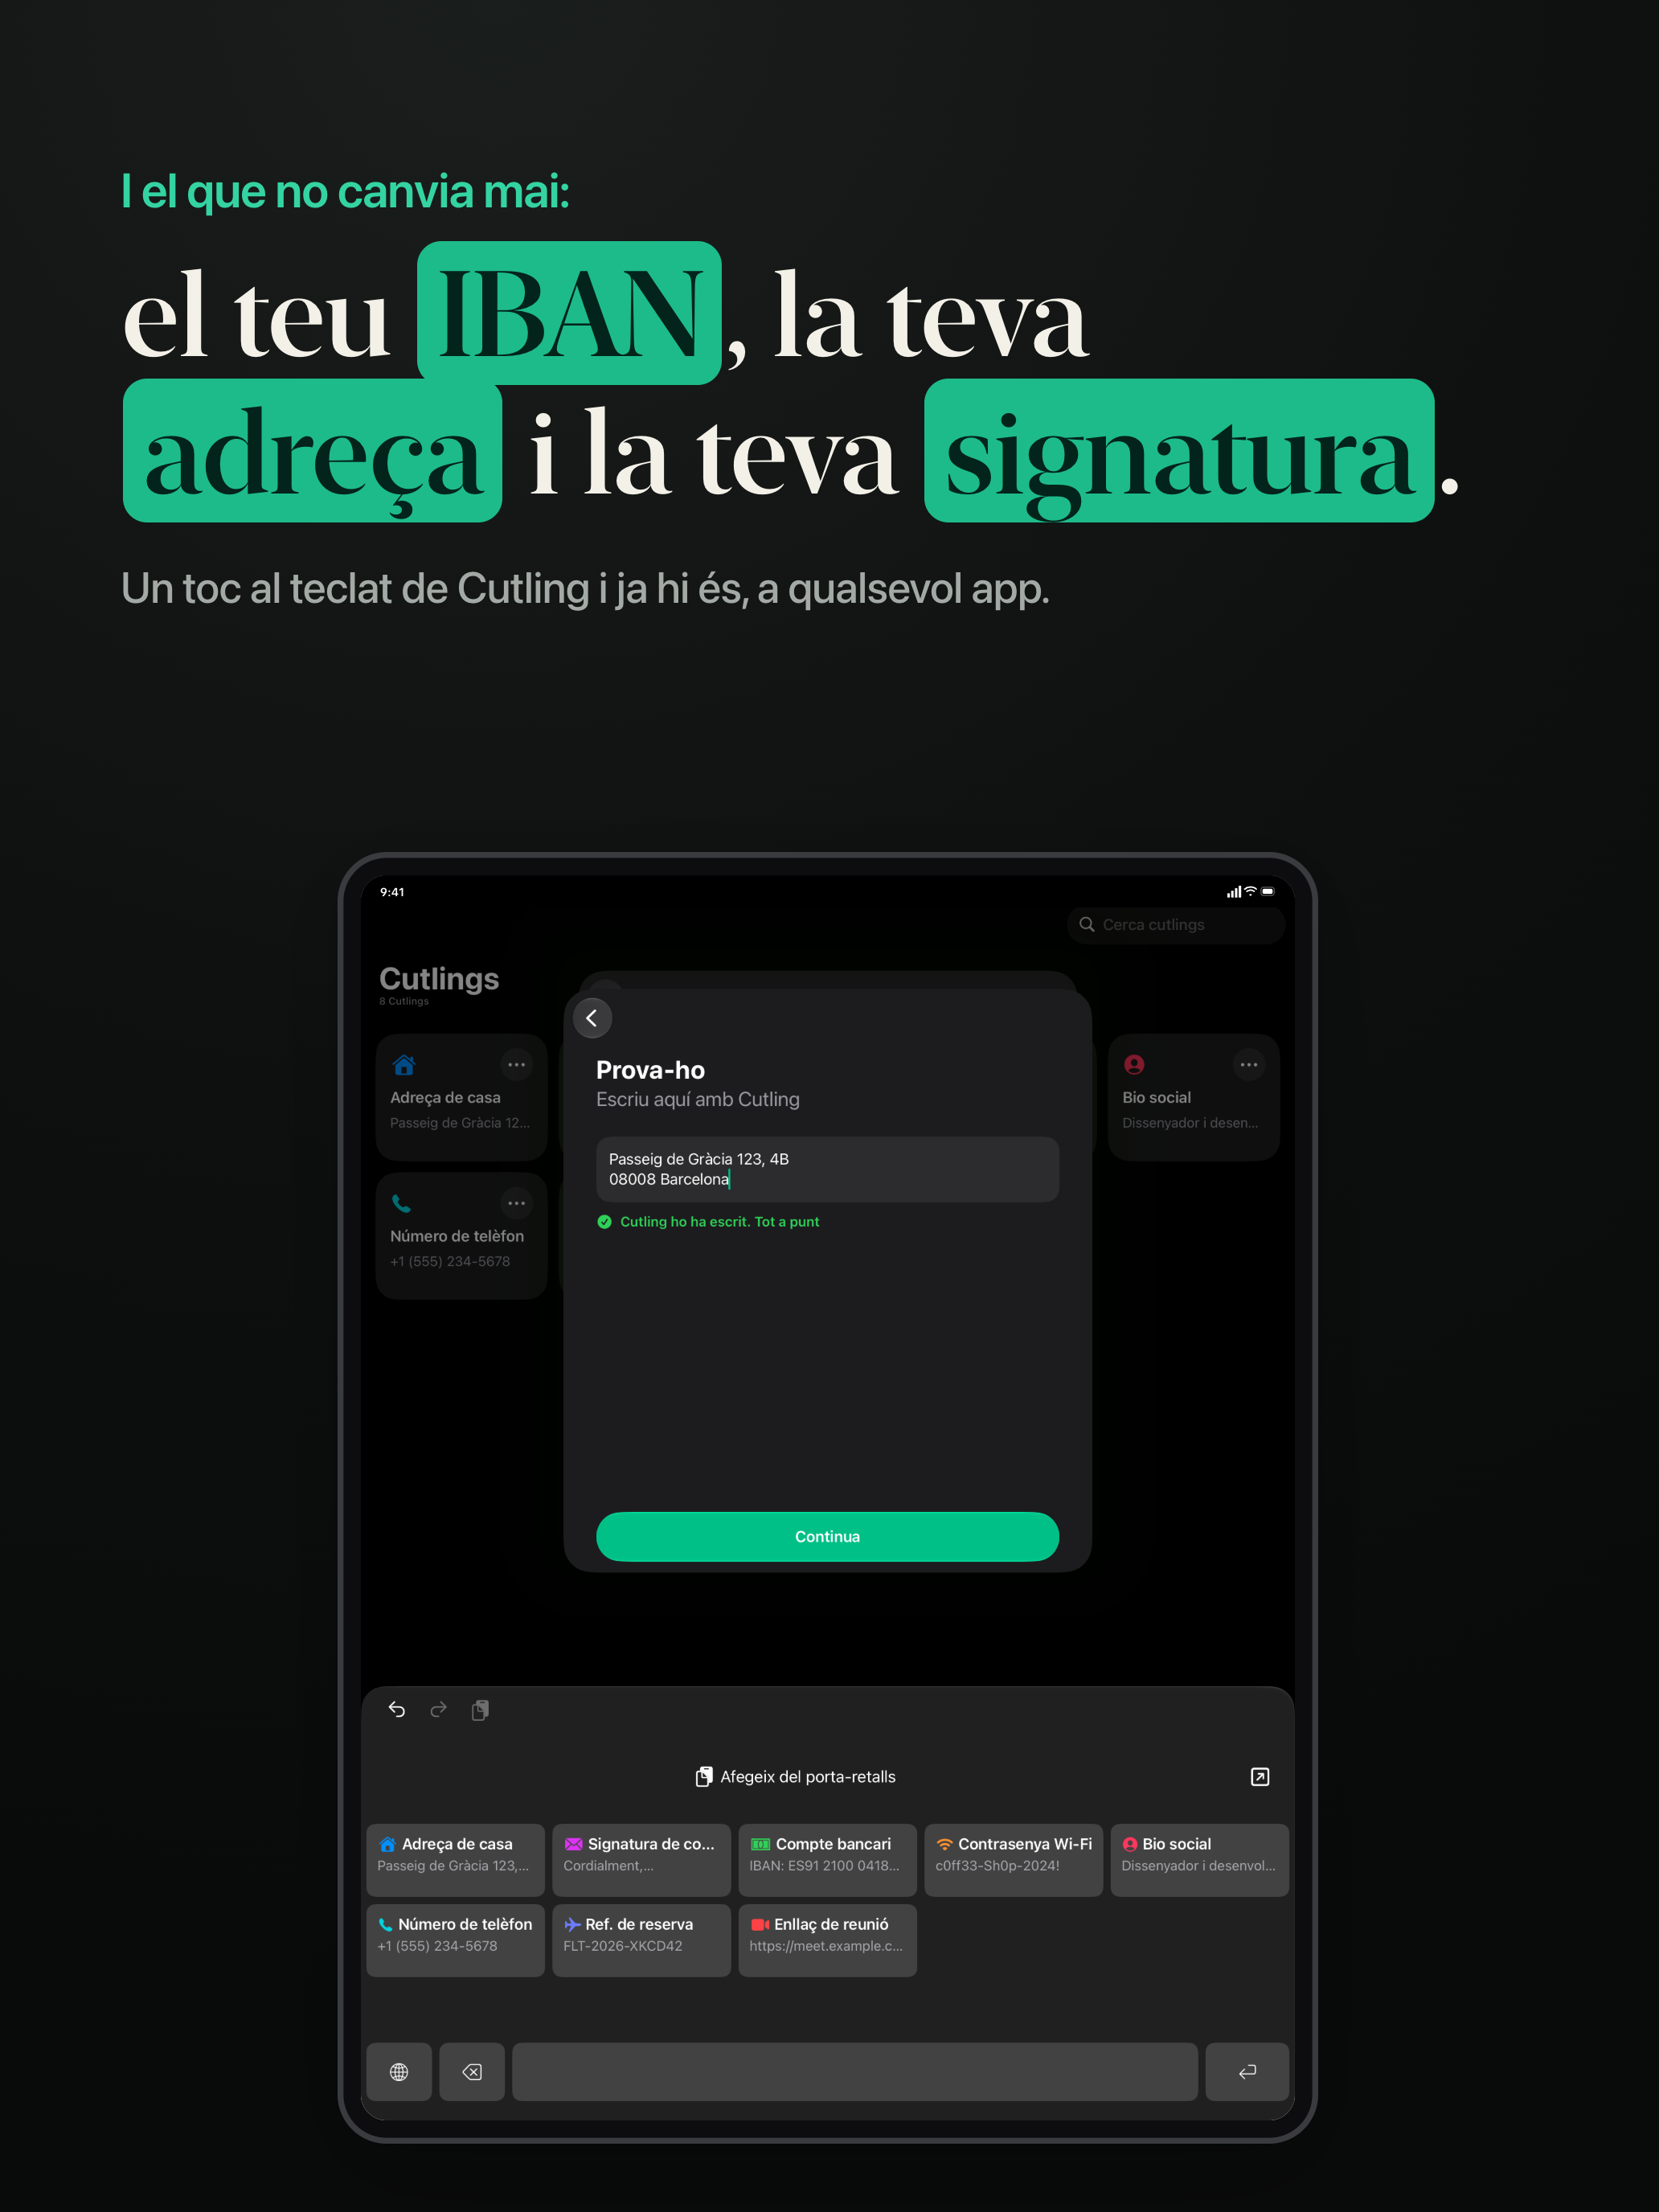 I el que no canvia mai:
el teu IBAN, la teva
adreça i la teva signatura.
Un toc al teclat de Cutling i ja hi és, a qualsevol app.
9:41
Cerca cutlings
Cutlings
8 Cutlings
Adreça de casa
Passeig de Gràcia 12...
Número de telèfon
+1 (555) 234-5678
Bio social
Dissenyador i desen...
Prova-ho
Escriu aquí amb Cutling
Passeig de Gràcia 123, 4B
08008 Barcelona
Cutling ho ha escrit. Tot a punt
Continua
Afegeix del porta-retalls
Adreça de casa
Passeig de Gràcia 123,...
Signatura de co...
Cordialment,...
Compte bancari
IBAN: ES91 2100 0418...
Contrasenya Wi-Fi
c0ff33-Sh0p-2024!
Bio social
Dissenyador i desenvol...
Número de telèfon
+1 (555) 234-5678
Ref. de reserva
FLT-2026-XKCD42
Enllaç de reunió
https://meet.example.c...